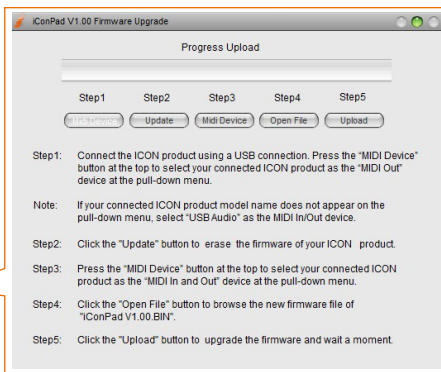 iConPad V1.00 Firmware Upgrade
Progress Upload
Step1 Step2 Step3 Step4 Step5
Midi Device Update Midi Device Open File Upload
Step1: Connect the ICON product using a USB connection. Press the “MIDI Device”
button at the top to select your connected ICON product as the “MIDI Out”
device at the pull-down menu.
Note: If your connected ICON product model name does not appear on the
pull-down menu, select “USB Audio” as the MIDI In/Out device.
Step2: Click the "Update" button to erase the firmware of your ICON product.
Step3: Press the “MIDI Device” button at the top to select your connected ICON
product as the “MIDI In and Out” device at the pull-down menu.
Step4: Click the "Open File" button to browse the new firmware file of
"iConPad V1.00.BIN".
Step5: Click the "Upload" button to upgrade the firmware and wait a moment.